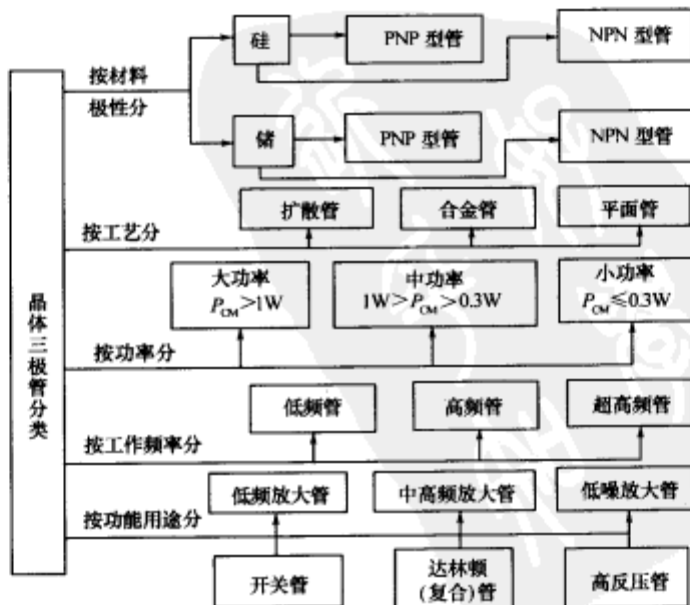 硅
PNP 型管
NPN 型管
按材料
极性分
锗
PNP 型管
NPN 型管
扩散管
合金管
平面管
按工艺分
晶体三极管分类
大功率
P_CM>1W
中功率
1W>P_CM>0.3W
小功率
P_CM≤0.3W
按功率分
低频管
高频管
超高频管
按工作频率分
低频放大管
中高频放大管
低噪放大管
按功能用途分
开关管
达林顿
(复合)管
高反压管